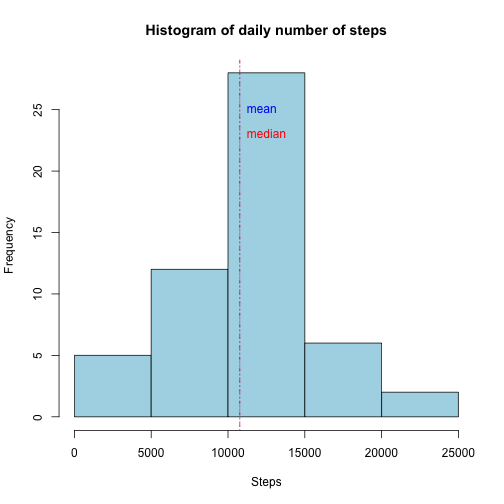 Histogram of daily number of steps
mean
median
Frequency
25
20
15
10
5
0
0 5000 10000 15000 20000 25000
Steps